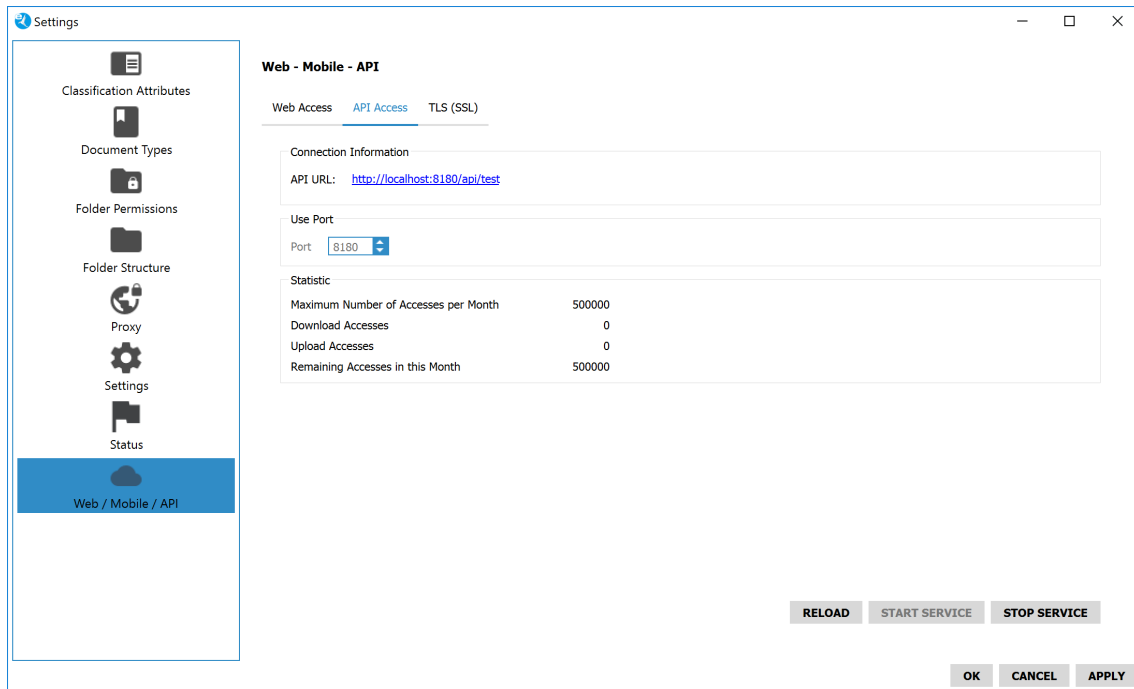 Settings
Classification Attributes
Document Types
Folder Permissions
Folder Structure
Proxy
Settings
Status
Web / Mobile / API
Web - Mobile - API
Web Access API Access TLS (SSL)
Connection Information
API URL: http://localhost:8180/api/test
Use Port
Port 8180
Statistic
Maximum Number of Accesses per Month 500000
Download Accesses 0
Upload Accesses 0
Remaining Accesses in this Month 500000
RELOAD START SERVICE STOP SERVICE
OK CANCEL APPLY